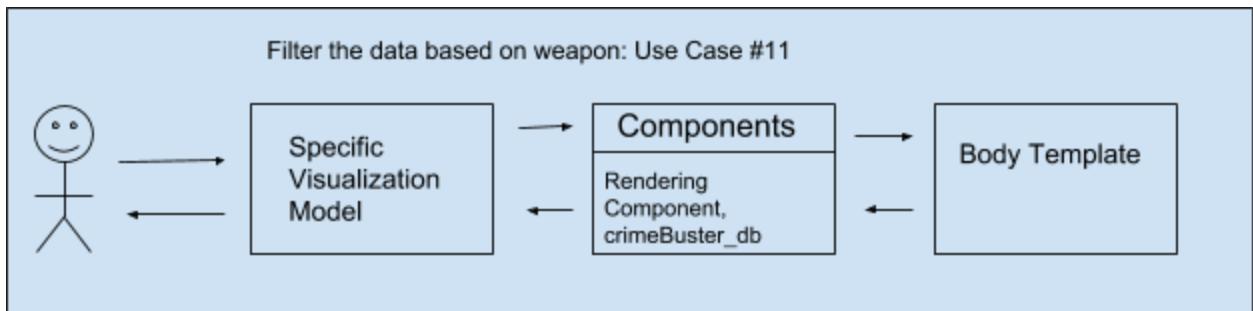 Filter the data based on weapon: Use Case #11
Specific
Visualization
Model
Components
Rendering
Component,
crimeBuster_db
Body Template